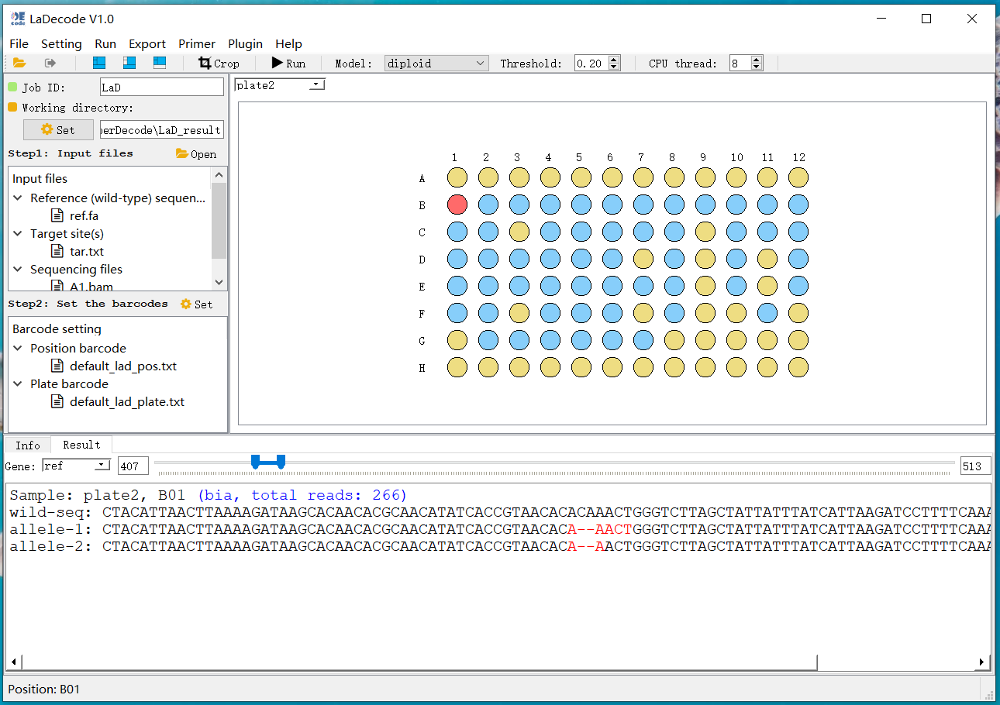 LaDecode V1.0
File Setting Run Export Primer Plugin Help
Crop Run Model: diploid Threshold: 0.20 CPU thread: 8
Job ID: LaD
Working directory:
Set perDecode\LaD_result
Step1: Input files Open
Input files
Reference (wild-type) sequen...
ref.fa
Target site(s)
tar.txt
Sequencing files
A1.bam
Step2: Set the barcodes Set
Barcode setting
Position barcode
default_lad_pos.txt
Plate barcode
default_lad_plate.txt
plate2
1 2 3 4 5 6 7 8 9 10 11 12
A
B
C
D
E
F
G
H
Info Result
Gene: ref 407 513
Sample: plate2, B01 (bia, total reads: 266)
wild-seq: CTACATTAACTTAAAAGATAAGCACAACACGCAACATATCACCGTAACACACAAACTGGGTCTTAGCTATTATTTATCATTAAGATCCTTTTCAAA
allele-1: CTACATTAACTTAAAAGATAAGCACAACACGCAACATATCACCGTAACACA--AACTGGGTCTTAGCTATTATTTATCATTAAGATCCTTTTCAAA
allele-2: CTACATTAACTTAAAAGATAAGCACAACACGCAACATATCACCGTAACACA--AACTGGGTCTTAGCTATTATTTATCATTAAGATCCTTTTCAAA
Position: B01